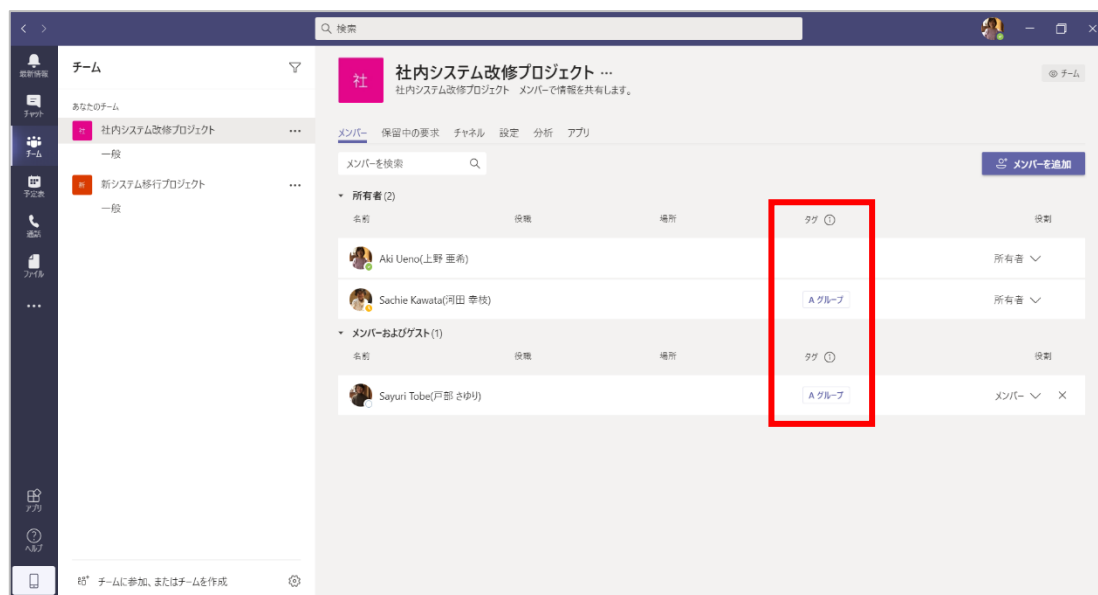 検索
最新情報
チャット
チーム
予定表
通話
ファイル
アプリ
ヘルプ
チーム
あなたのチーム
社 社内システム改修プロジェクト ...
一般
新 新システム移行プロジェクト ...
一般
チームに参加、またはチームを作成
社 社内システム改修プロジェクト ...
社内システム改修プロジェクト メンバーで情報を共有します。
チーム
メンバー 保留中の要求 チャネル 設定 分析 アプリ
メンバーを検索
メンバーを追加
所有者(2)
名前 役職 場所 タグ 役割
Aki Ueno(上野 亜希) 所有者
Sachie Kawata(河田 幸枝) A グループ 所有者
メンバーおよびゲスト(1)
名前 役職 場所 タグ 役割
Sayuri Tobe(戸部 さゆり) A グループ メンバー